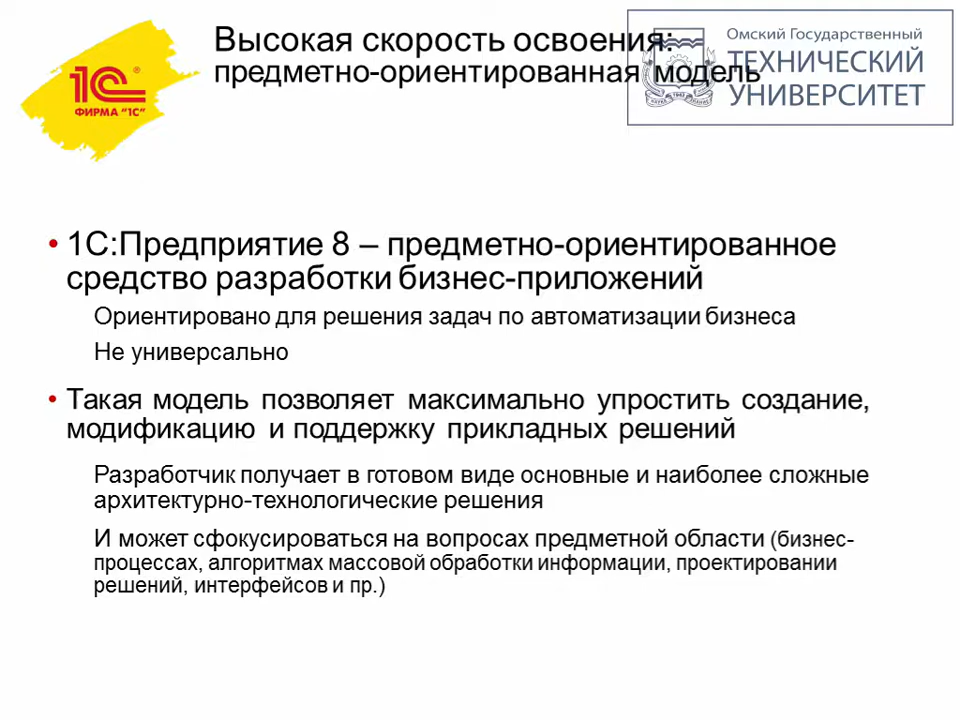 Высокая скорость освоения:
предметно-ориентированная модель
1С®
ФИРМА "1С"
Омский Государственный
ТЕХНИЧЕСКИЙ
УНИВЕРСИТЕТ
• 1С:Предприятие 8 – предметно-ориентированное
средство разработки бизнес-приложений
Ориентировано для решения задач по автоматизации бизнеса
Не универсально
• Такая модель позволяет максимально упростить создание,
модификацию и поддержку прикладных решений
Разработчик получает в готовом виде основные и наиболее сложные
архитектурно-технологические решения
И может сфокусироваться на вопросах предметной области (бизнес-
процессах, алгоритмах массовой обработки информации, проектировании
решений, интерфейсов и пр.)